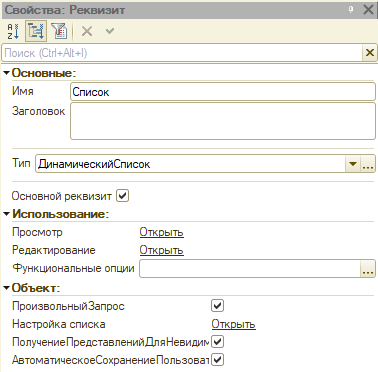 Свойства: Реквизит
Поиск (Ctrl+Alt+I)
Основные:
Имя Список
Заголовок
Тип ДинамическийСписок
Основной реквизит
Использование:
Просмотр Открыть
Редактирование Открыть
Функциональные опции
Объект:
ПроизвольныйЗапрос
Настройка списка Открыть
ПолучениеПредставленийДляНевидим
АвтоматическоеСохранениеПользоват